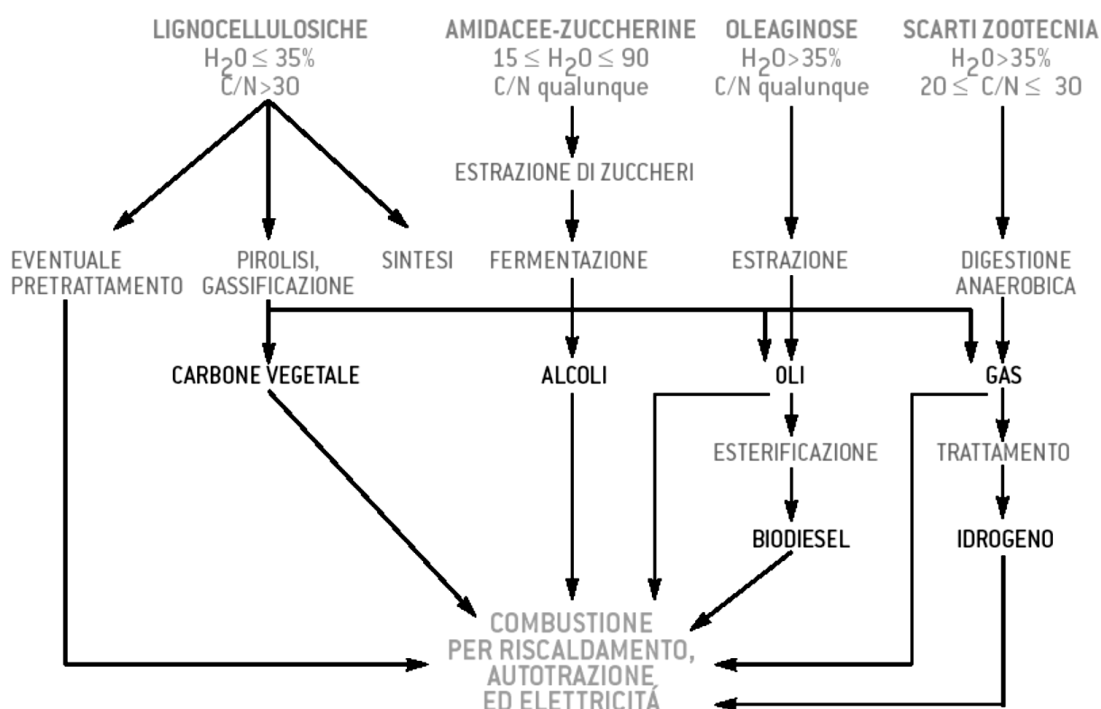 LIGNOCELLULOSICHE
H2O ≤ 35%
C/N>30
AMIDACEE-ZUCCHERINE
15 ≤ H2O ≤ 90
C/N qualunque
OLEAGINOSE
H2O>35%
C/N qualunque
SCARTI ZOOTECNIA
H2O>35%
20 ≤ C/N ≤ 30
ESTRAZIONE DI ZUCCHERI
EVENTUALE
PRETRATTAMENTO
PIROLISI,
GASSIFICAZIONE
SINTESI
FERMENTAZIONE
ESTRAZIONE
DIGESTIONE
ANAEROBICA
CARBONE VEGETALE
ALCOLI
OLI
GAS
ESTERIFICAZIONE
TRATTAMENTO
BIODIESEL
IDROGENO
COMBUSTIONE
PER RISCALDAMENTO,
AUTOTRAZIONE
ED ELETTRICITÁ